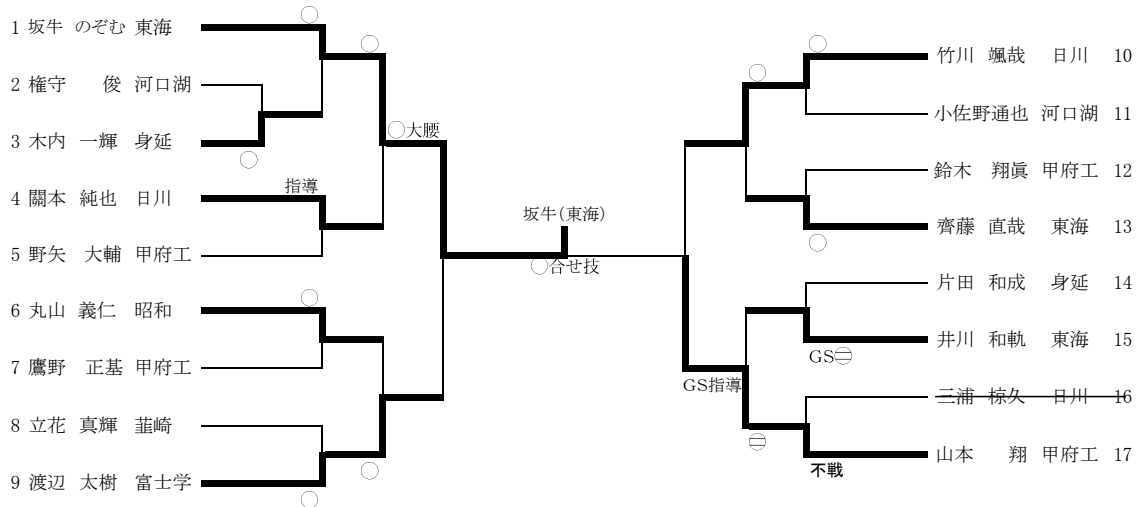 1 坂牛 のぞむ 東海
2 権守 俊 河口湖
3 木内 一輝 身延
4 關本 純也 日川
5 野矢 大輔 甲府工
6 丸山 義仁 昭和
7 鷹野 正基 甲府工
8 立花 真輝 韮崎
9 渡辺 太樹 富士学
指導
○大腰
坂牛(東海)
○合せ技
GS指導
竹川 颯哉 日川 10
小佐野通也 河口湖 11
鈴木 翔眞 甲府工 12
齊藤 直哉 東海 13
片田 和成 身延 14
井川 和軌 東海 15
GS㊂
三浦 椋久 日川 16
山本 翔 甲府工 17
㊂
不戦